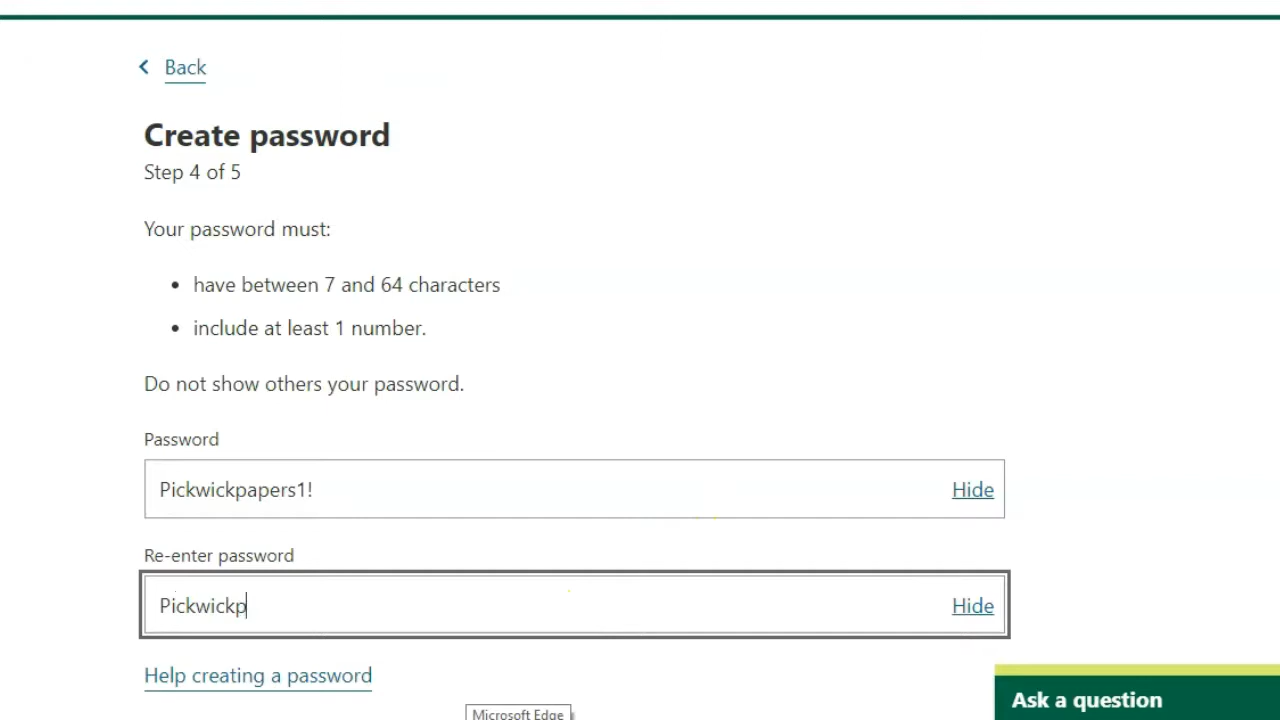 Back
Create password
Step 4 of 5
Your password must:
have between 7 and 64 characters
include at least 1 number.
Do not show others your password.
Password
Pickwickpapers1!
Hide
Re-enter password
Pickwickp
Hide
Help creating a password
Microsoft Edge
Ask a question